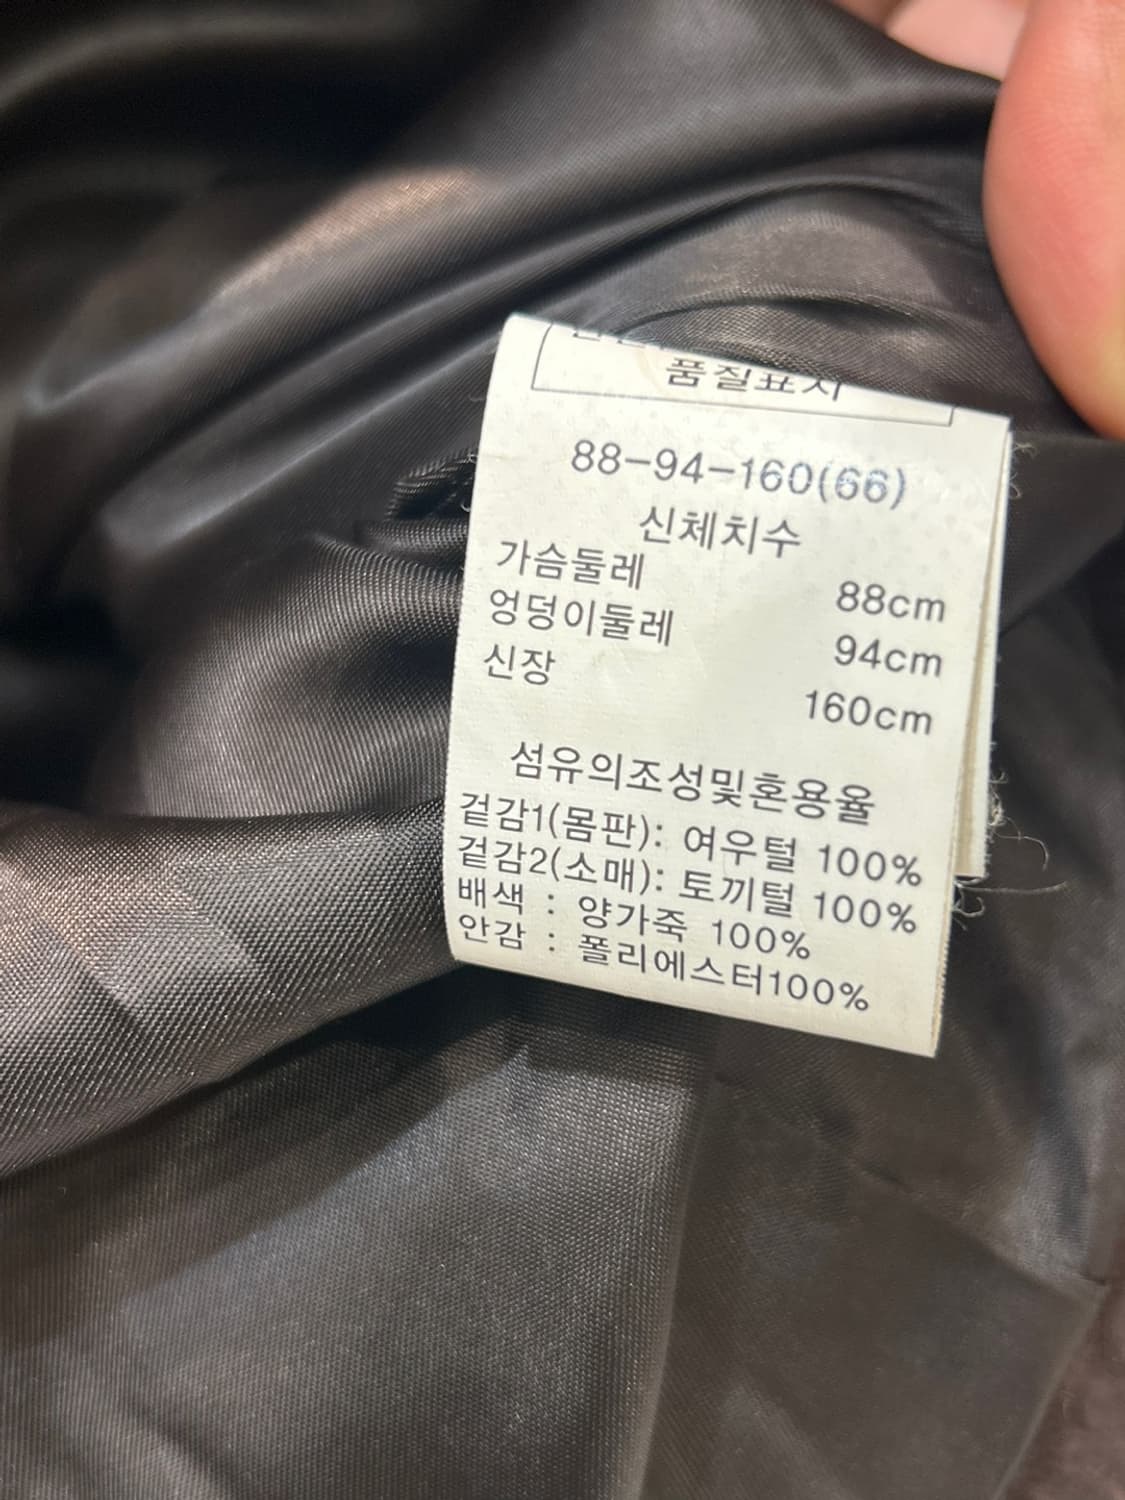 품질표시
88-94-160(66)
신체치수
가슴둘레 88cm
엉덩이둘레 94cm
신장 160cm
섬유의조성및혼용율
겉감1(몸판): 여우털 100%
겉감2(소매): 토끼털 100%
배색 : 양가죽 100%
안감 : 폴리에스터100%